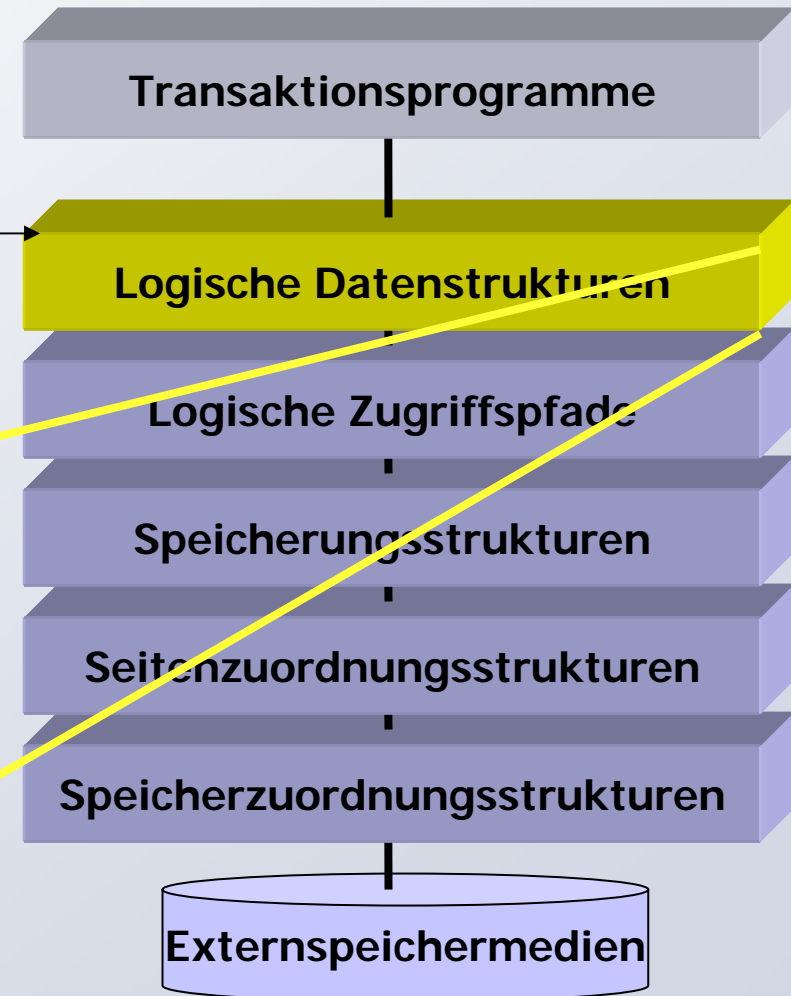 Transaktionsprogramme
Logische Datenstrukturen
Logische Zugriffspfade
Speicherungsstrukturen
Seitenzuordnungsstrukturen
Speicherzuordnungsstrukturen
Externspeichermedien